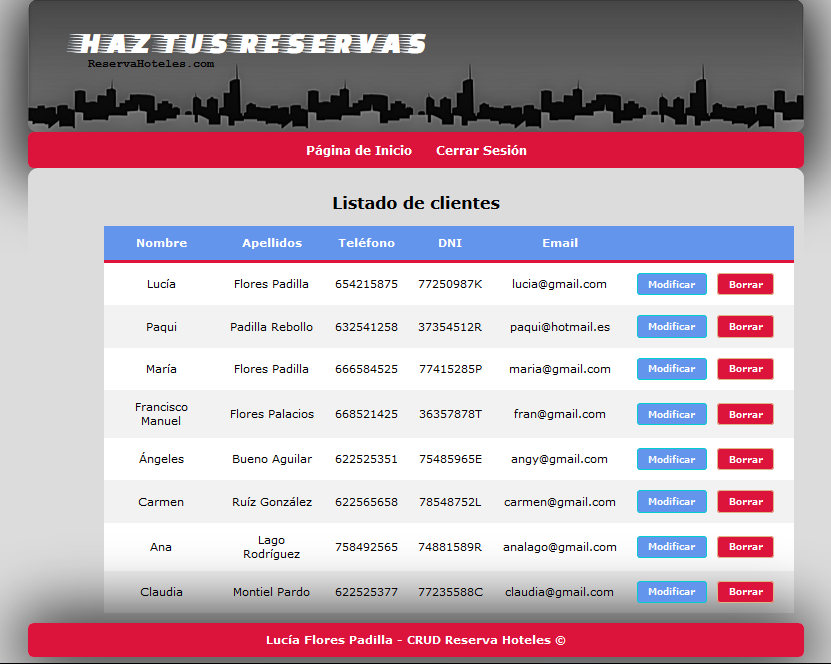 HAZ TUS RESERVAS
ReservaHoteles.com
Página de Inicio Cerrar Sesión
Listado de clientes
Nombre Apellidos Teléfono DNI Email
Lucía Flores Padilla 654215875 77250987K lucia@gmail.com Modificar Borrar
Paqui Padilla Rebollo 632541258 37354512R paqui@hotmail.es Modificar Borrar
María Flores Padilla 666584525 77415285P maria@gmail.com Modificar Borrar
Francisco Manuel Flores Palacios 668521425 36357878T fran@gmail.com Modificar Borrar
Ángeles Bueno Aguilar 622525351 75485965E angy@gmail.com Modificar Borrar
Carmen Ruíz González 622565658 78548752L carmen@gmail.com Modificar Borrar
Ana Lago Rodríguez 758492565 74881589R analago@gmail.com Modificar Borrar
Claudia Montiel Pardo 622525377 77235588C claudia@gmail.com Modificar Borrar
Lucía Flores Padilla - CRUD Reserva Hoteles ©